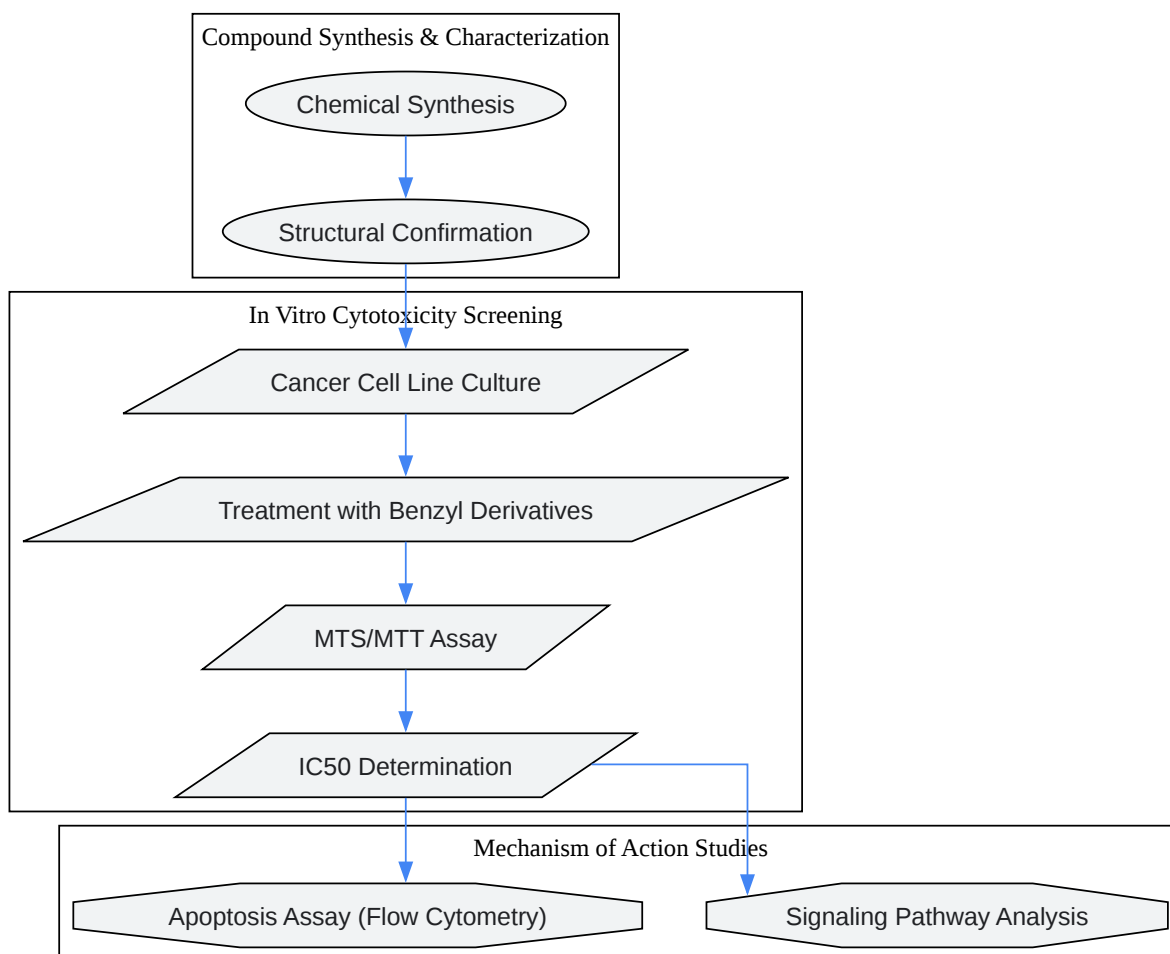 Compound Synthesis & Characterization
Chemical Synthesis
Structural Confirmation
In Vitro Cytotoxicity Screening
Cancer Cell Line Culture
Treatment with Benzyl Derivatives
MTS/MTT Assay
IC50 Determination
Mechanism of Action Studies
Apoptosis Assay (Flow Cytometry)
Signaling Pathway Analysis